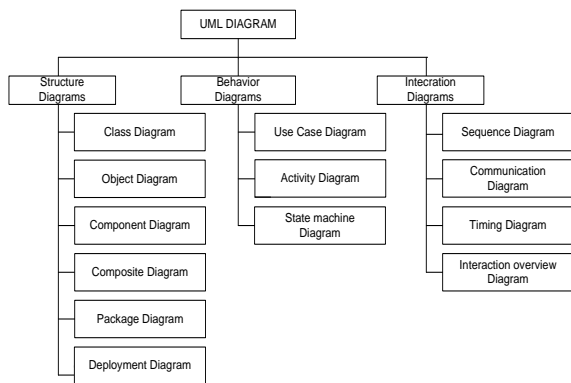 UML DIAGRAM
Structure
Diagrams
Behavior
Diagrams
Intecration
Diagrams
Class Diagram
Object Diagram
Component Diagram
Composite Diagram
Package Diagram
Deployment Diagram
Use Case Diagram
Activity Diagram
State machine
Diagram
Sequence Diagram
Communication
Diagram
Timing Diagram
Interaction overview
Diagram